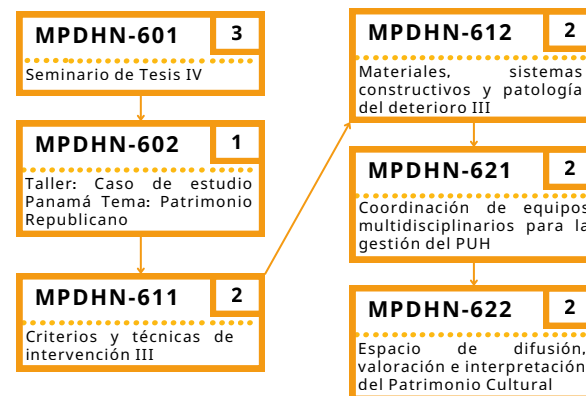 MPDHN-601 3
Seminario de Tesis IV
MPDHN-602 1
Taller: Caso de estudio
Panamá Tema: Patrimonio
Republicano
MPDHN-611 2
Criterios y técnicas de
intervención III
MPDHN-612 2
Materiales, sistemas
constructivos y patología
del deterioro III
MPDHN-621 2
Coordinación de equipos
multidisciplinarios para la
gestión del PUH
MPDHN-622 2
Espacio de difusión,
valoración e interpretación
del Patrimonio Cultural